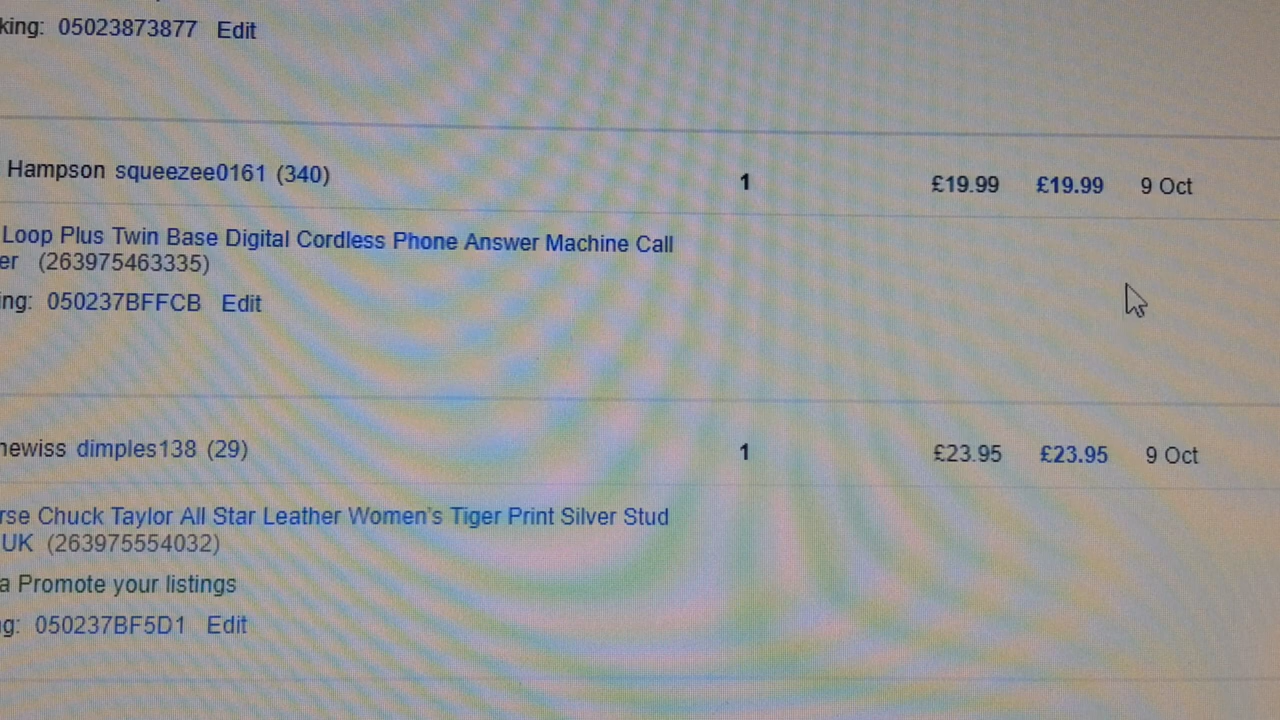 king: 05023873877 Edit
Hampson squeezee0161 (340) 1 £19.99 £19.99 9 Oct
Loop Plus Twin Base Digital Cordless Phone Answer Machine Call
er (263975463335)
ing: 050237BFFCB Edit
newiss dimples138 (29) 1 £23.95 £23.95 9 Oct
rse Chuck Taylor All Star Leather Women's Tiger Print Silver Stud
UK (263975554032)
a Promote your listings
ng: 050237BF5D1 Edit